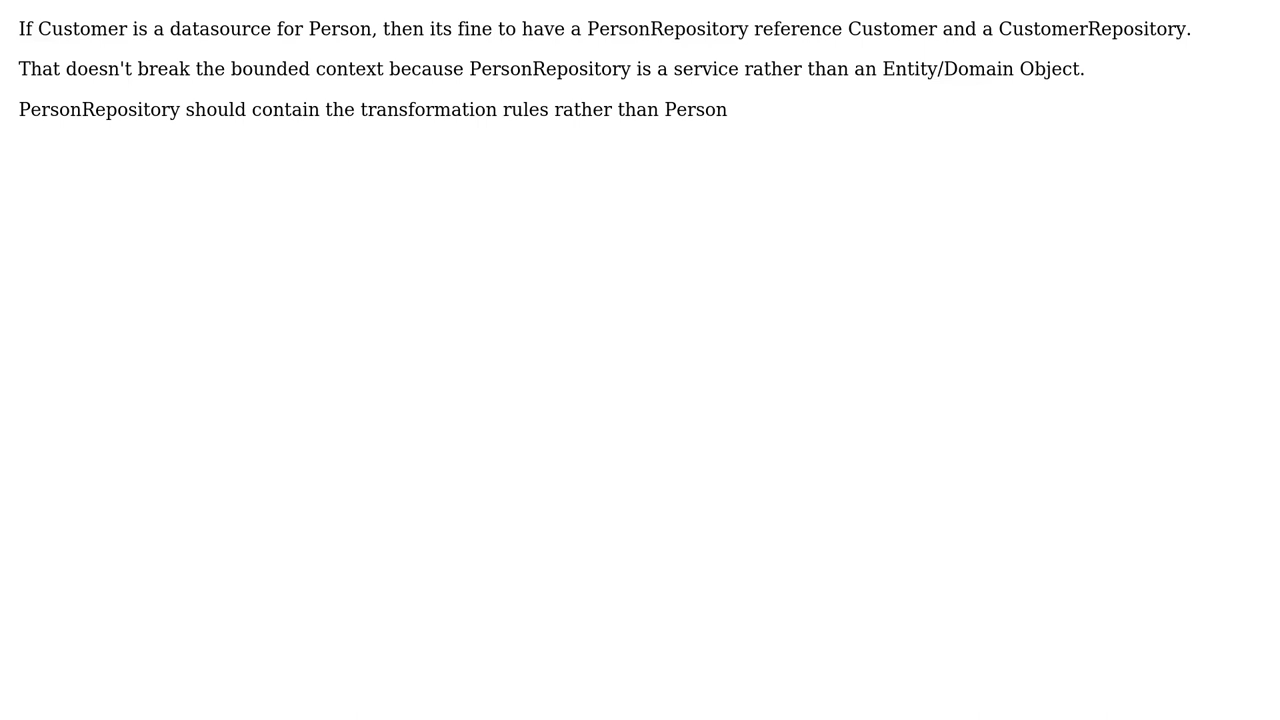 If Customer is a datasource for Person, then its fine to have a PersonRepository reference Customer and a CustomerRepository.
That doesn't break the bounded context because PersonRepository is a service rather than an Entity/Domain Object.
PersonRepository should contain the transformation rules rather than Person